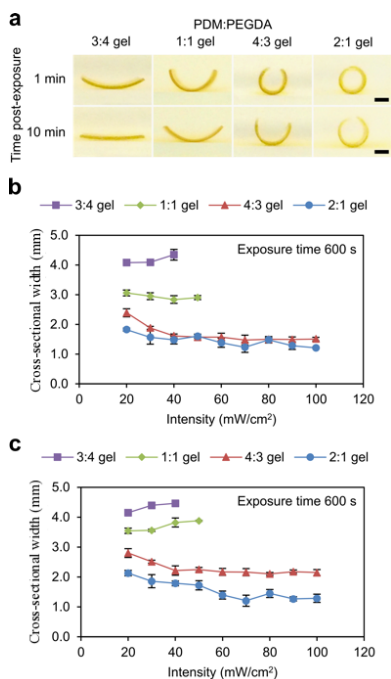 a
PDM:PEGDA
3:4 gel 1:1 gel 4:3 gel 2:1 gel
Time post-exposure
1 min
10 min
b
3:4 gel 1:1 gel 4:3 gel 2:1 gel
Exposure time 600 s
Cross-sectional width (mm)
5.0
4.0
3.0
2.0
1.0
0.0
0 20 40 60 80 100 120
Intensity (mW/cm²)
c
3:4 gel 1:1 gel 4:3 gel 2:1 gel
Exposure time 600 s
Cross-sectional width (mm)
5.0
4.0
3.0
2.0
1.0
0.0
0 20 40 60 80 100 120
Intensity (mW/cm²)